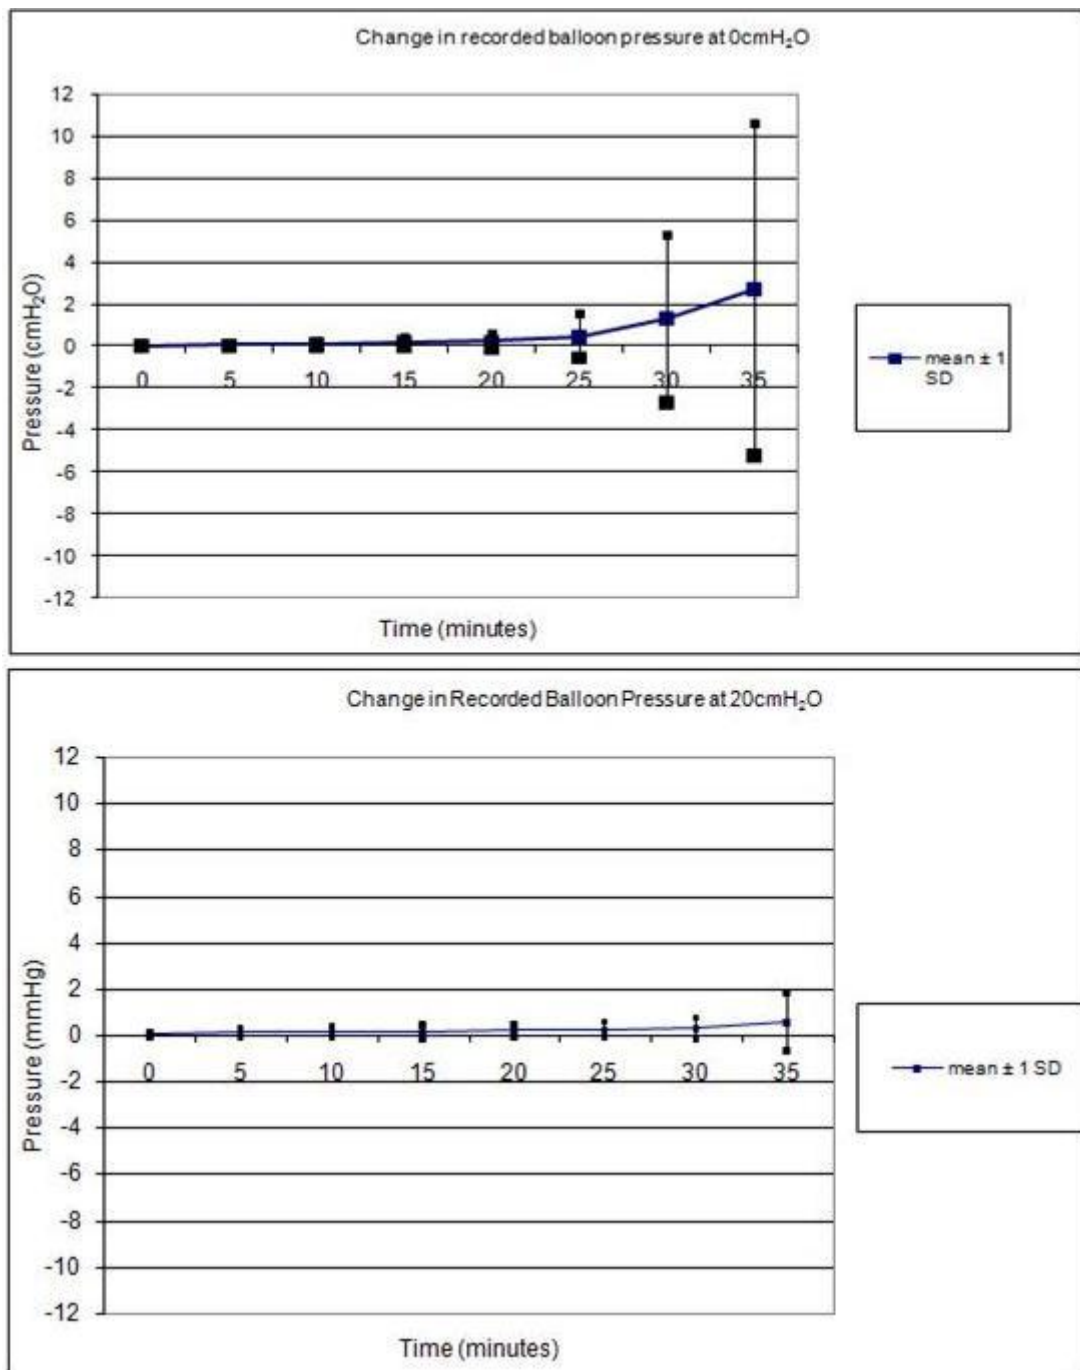 Change in recorded balloon pressure at 0cmH₂O
12
10
8
6
4
2
0
-2
-4
-6
-8
-10
-12
Pressure (cmH₂O)
0 5 10 15 20 25 30 35
Time (minutes)
mean ± 1
SD
Change in Recorded Balloon Pressure at 20cmH₂O
12
10
8
6
4
2
0
-2
-4
-6
-8
-10
-12
Pressure (mmHg)
0 5 10 15 20 25 30 35
Time (minutes)
mean ± 1 SD